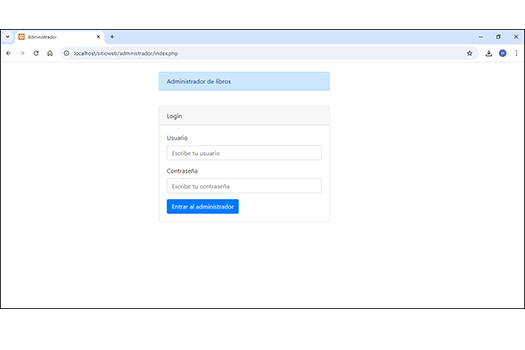 Administrador
localhost/sitioweb/administrador/index.php
Administrador de libros
Login
Usuario
Escribe tu usuario
Contraseña
Escribe tu contraseña
Entrar al administrador